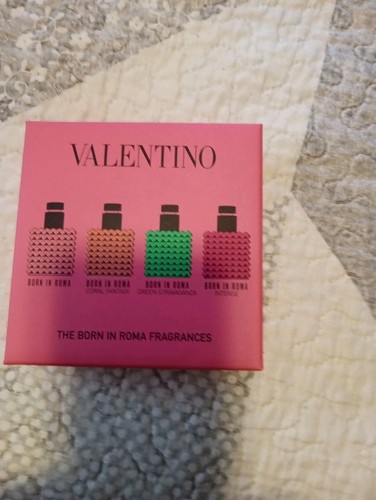 VALENTINO
BORN IN ROMA BORN IN ROMA BORN IN ROMA BORN IN ROMA
CORAL FANTASY GREEN STRAVAGANZA INTENSE
THE BORN IN ROMA FRAGRANCES